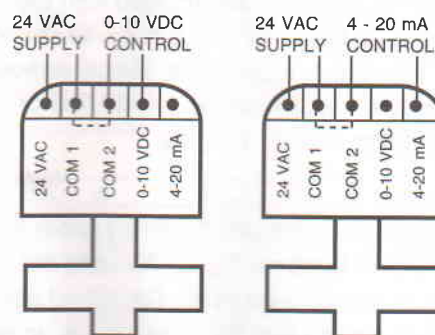 24 VAC 0-10 VDC
SUPPLY CONTROL
24 VAC
COM 1
COM 2
0-10 VDC
4-20 mA
24 VAC 4 - 20 mA
SUPPLY CONTROL
24 VAC
COM 1
COM 2
0-10 VDC
4-20 mA